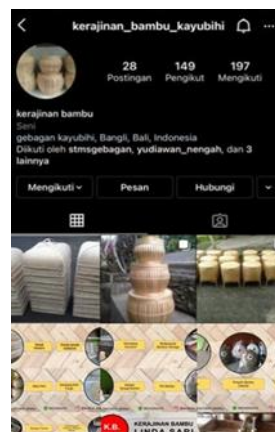 kerajinan_bambu_kayubihi
28 149 197
Postingan Pengikut Mengikuti
kerajinan bambu
Seni
gebagan kayubihi, Bangli, Bali, Indonesia
Diikuti oleh stmsgebagan, yudiawan_nengah, dan 3
lainnya
Mengikuti Pesan Hubungi
K.B. KERAJINAN BAMBU
LINDA SARI